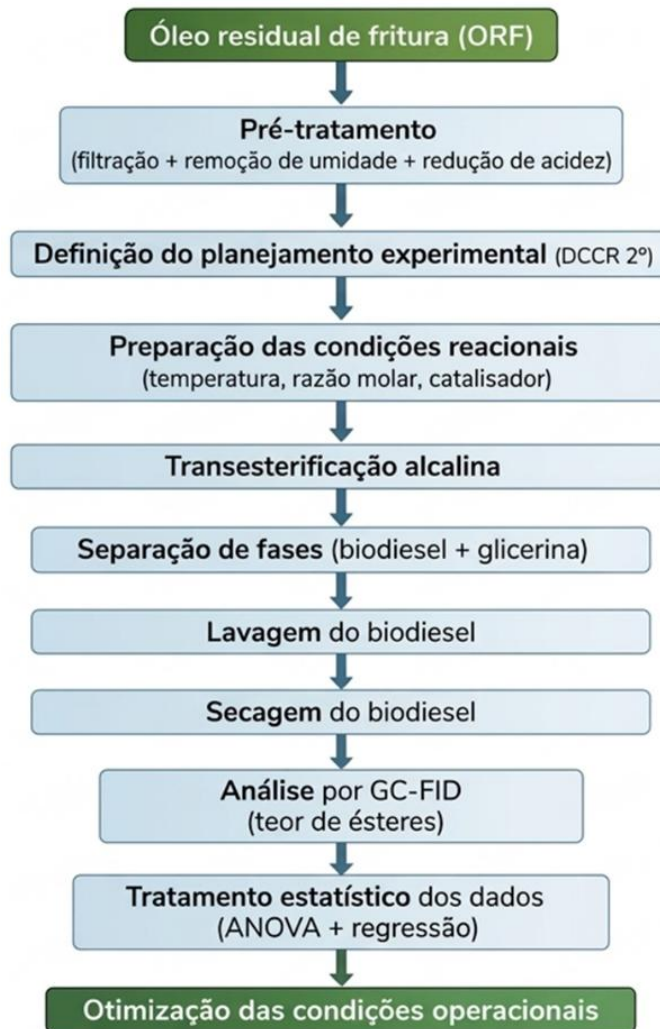 Óleo residual de fritura (ORF)
Pré-tratamento
(filtração + remoção de umidade + redução de acidez)
Definição do planejamento experimental (DCCR 2º)
Preparação das condições reacionais
(temperatura, razão molar, catalisador)
Transesterificação alcalina
Separação de fases (biodiesel + glicerina)
Lavagem do biodiesel
Secagem do biodiesel
Análise por GC-FID
(teor de ésteres)
Tratamento estatístico dos dados
(ANOVA + regressão)
Otimização das condições operacionais